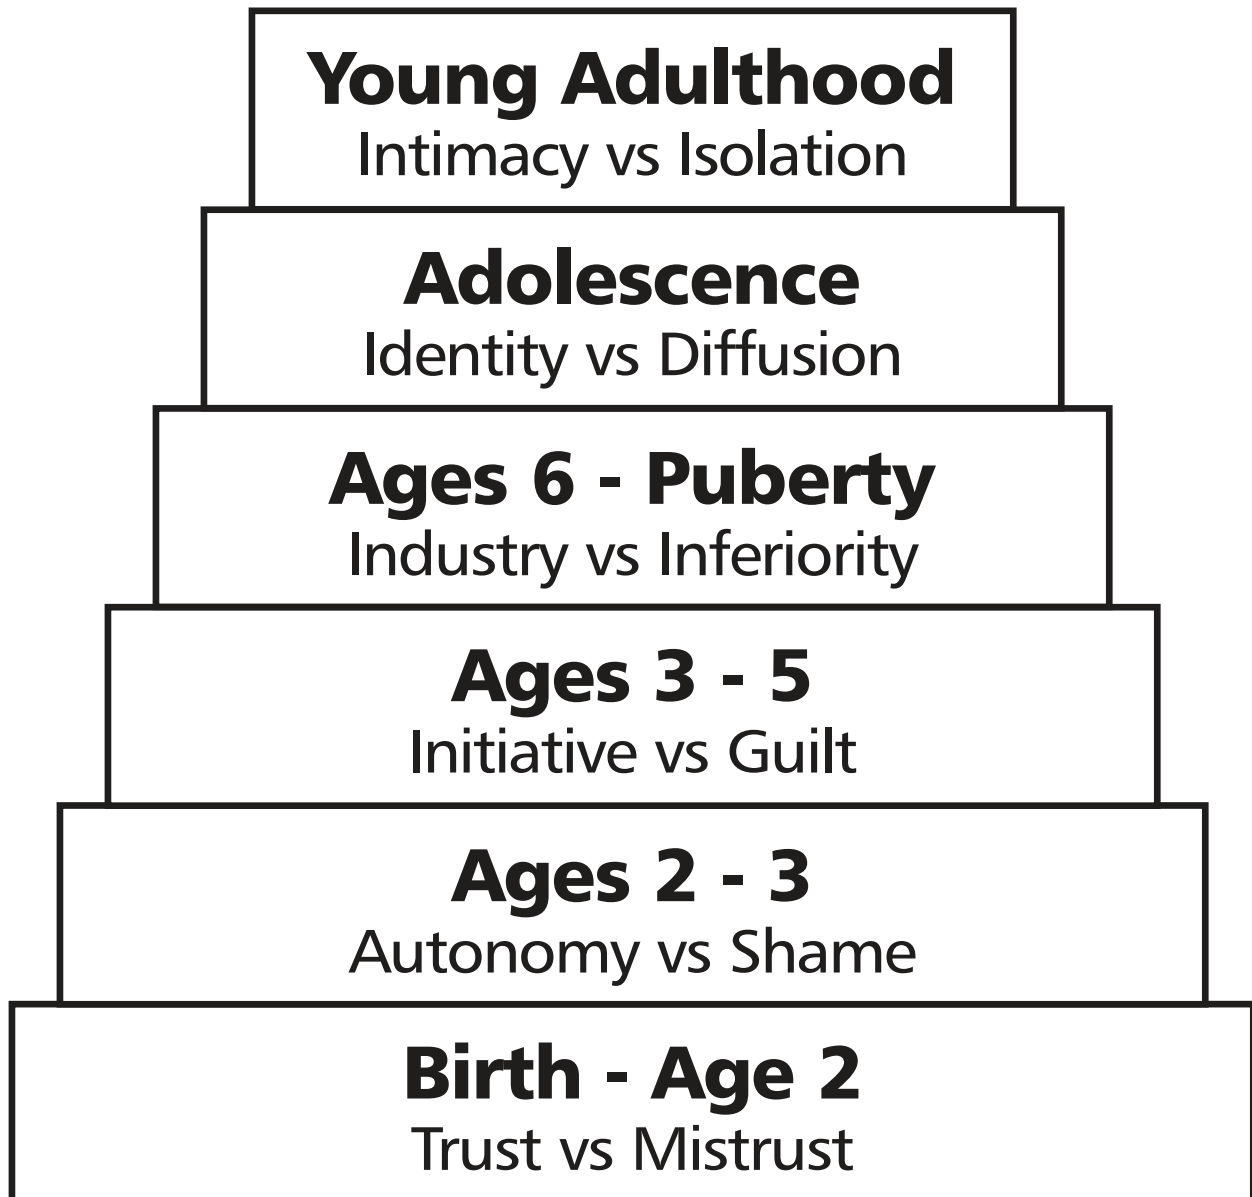 Young Adulthood
Intimacy vs Isolation
Adolescence
Identity vs Diffusion
Ages 6 - Puberty
Industry vs Inferiority
Ages 3 - 5
Initiative vs Guilt
Ages 2 - 3
Autonomy vs Shame
Birth - Age 2
Trust vs Mistrust